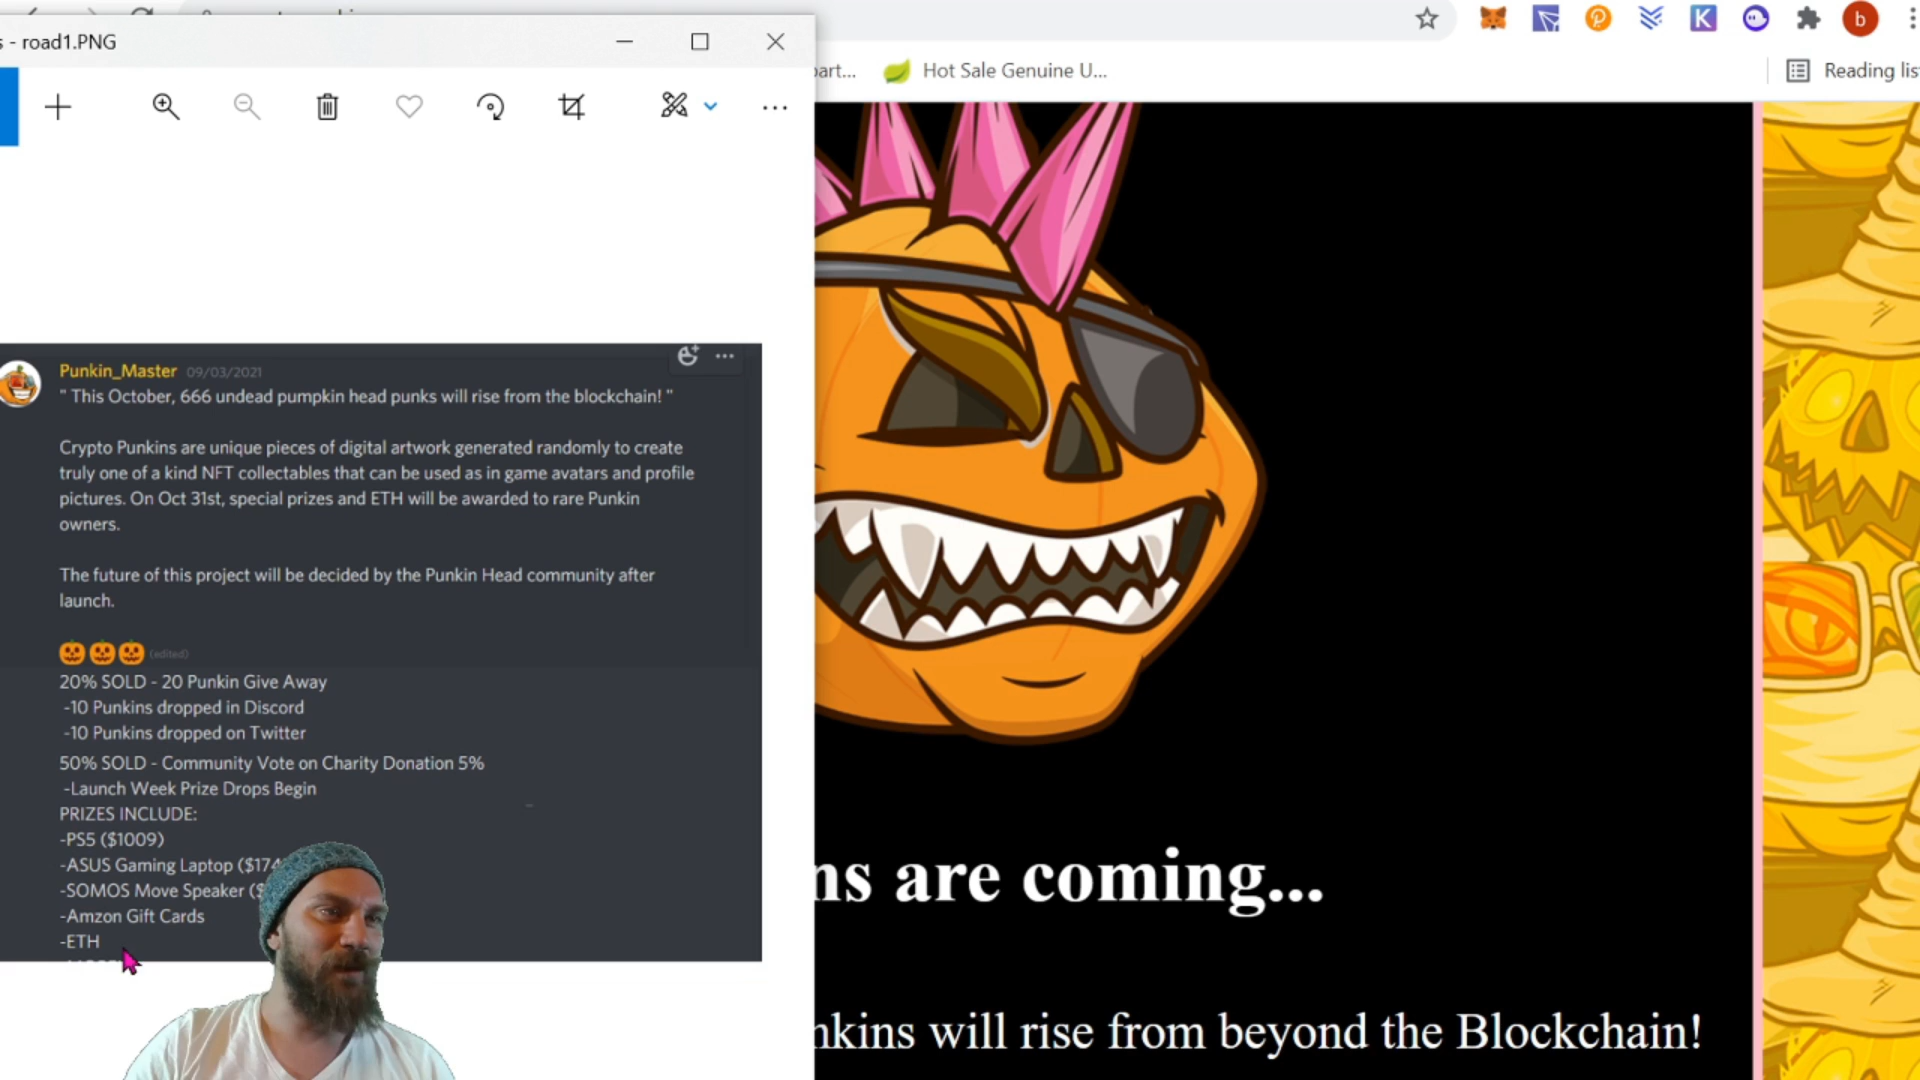 - road1.PNG
Hot Sale Genuine U...
b
K
Punkin_Master 09/03/2021
" This October, 666 undead pumpkin head punks will rise from the blockchain! "
Crypto Punkins are unique pieces of digital artwork generated randomly to create
truly one of a kind NFT collectables that can be used as in game avatars and profile
pictures. On Oct 31st, special prizes and ETH will be awarded to rare Punkin
owners.
The future of this project will be decided by the Punkin Head community after
launch.
(edited)
20% SOLD - 20 Punkin Give Away
-10 Punkins dropped in Discord
-10 Punkins dropped on Twitter
50% SOLD - Community Vote on Charity Donation 5%
-Launch Week Prize Drops Begin
PRIZES INCLUDE:
-PS5 ($1009)
-ASUS Gaming Laptop ($174
-SOMOS Move Speaker ($
-Amzon Gift Cards
-ETH
are coming...
will rise from beyond the Blockchain!
Reading